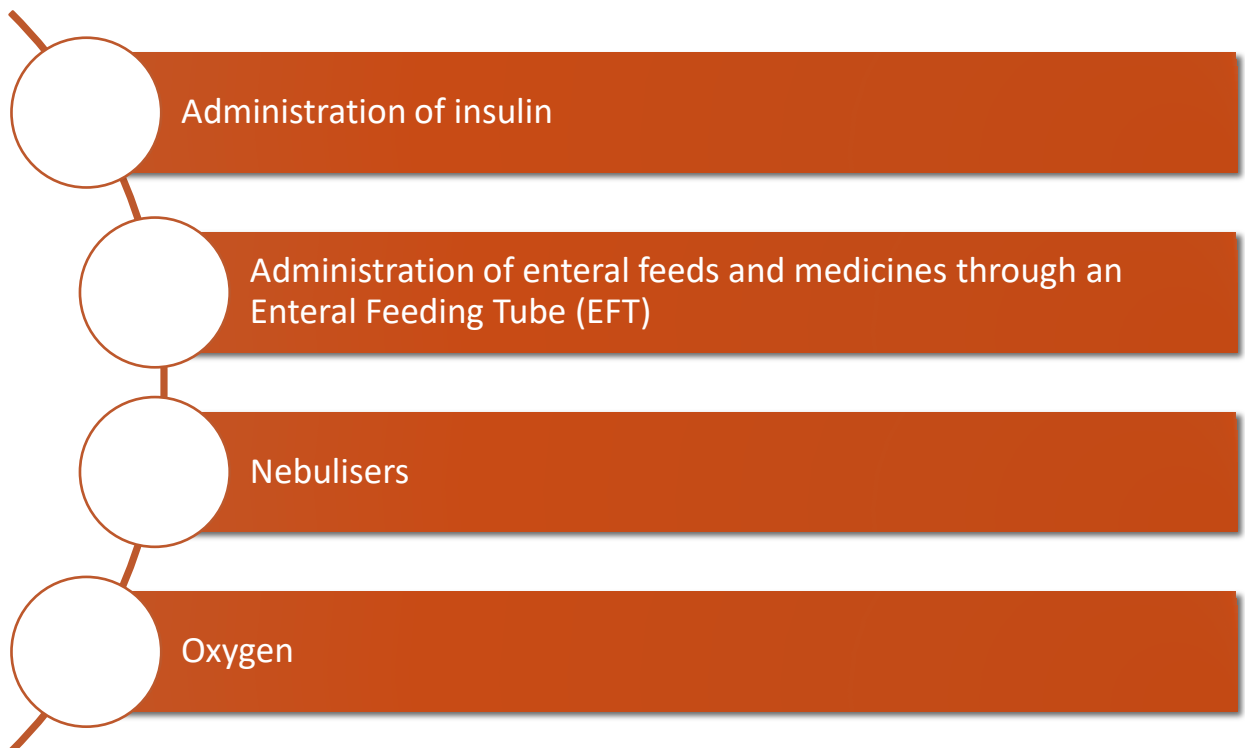 Administration of insulin
Administration of enteral feeds and medicines through an
Enteral Feeding Tube (EFT)
Nebulisers
Oxygen